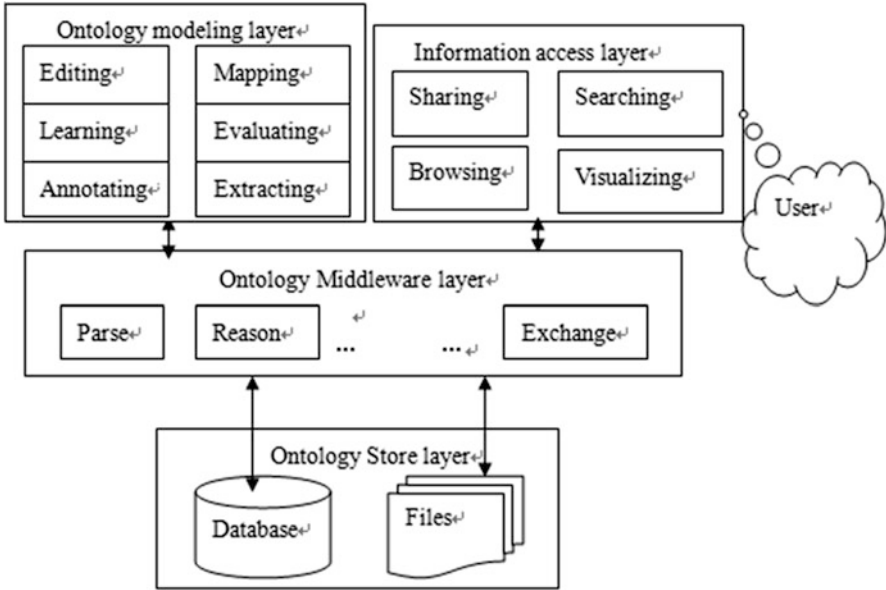 Ontology modeling layer↵
Editing↵
Mapping↵
Learning↵
Evaluating↵
Annotating↵
Extracting↵
Information access layer↵
Sharing↵
Searching↵
Browsing↵
Visualizing↵
User↵
Ontology Middleware layer↵
Parse↵
Reason↵
↵
...
...↵
Exchange↵
Ontology Store layer↵
Database↵
Files↵